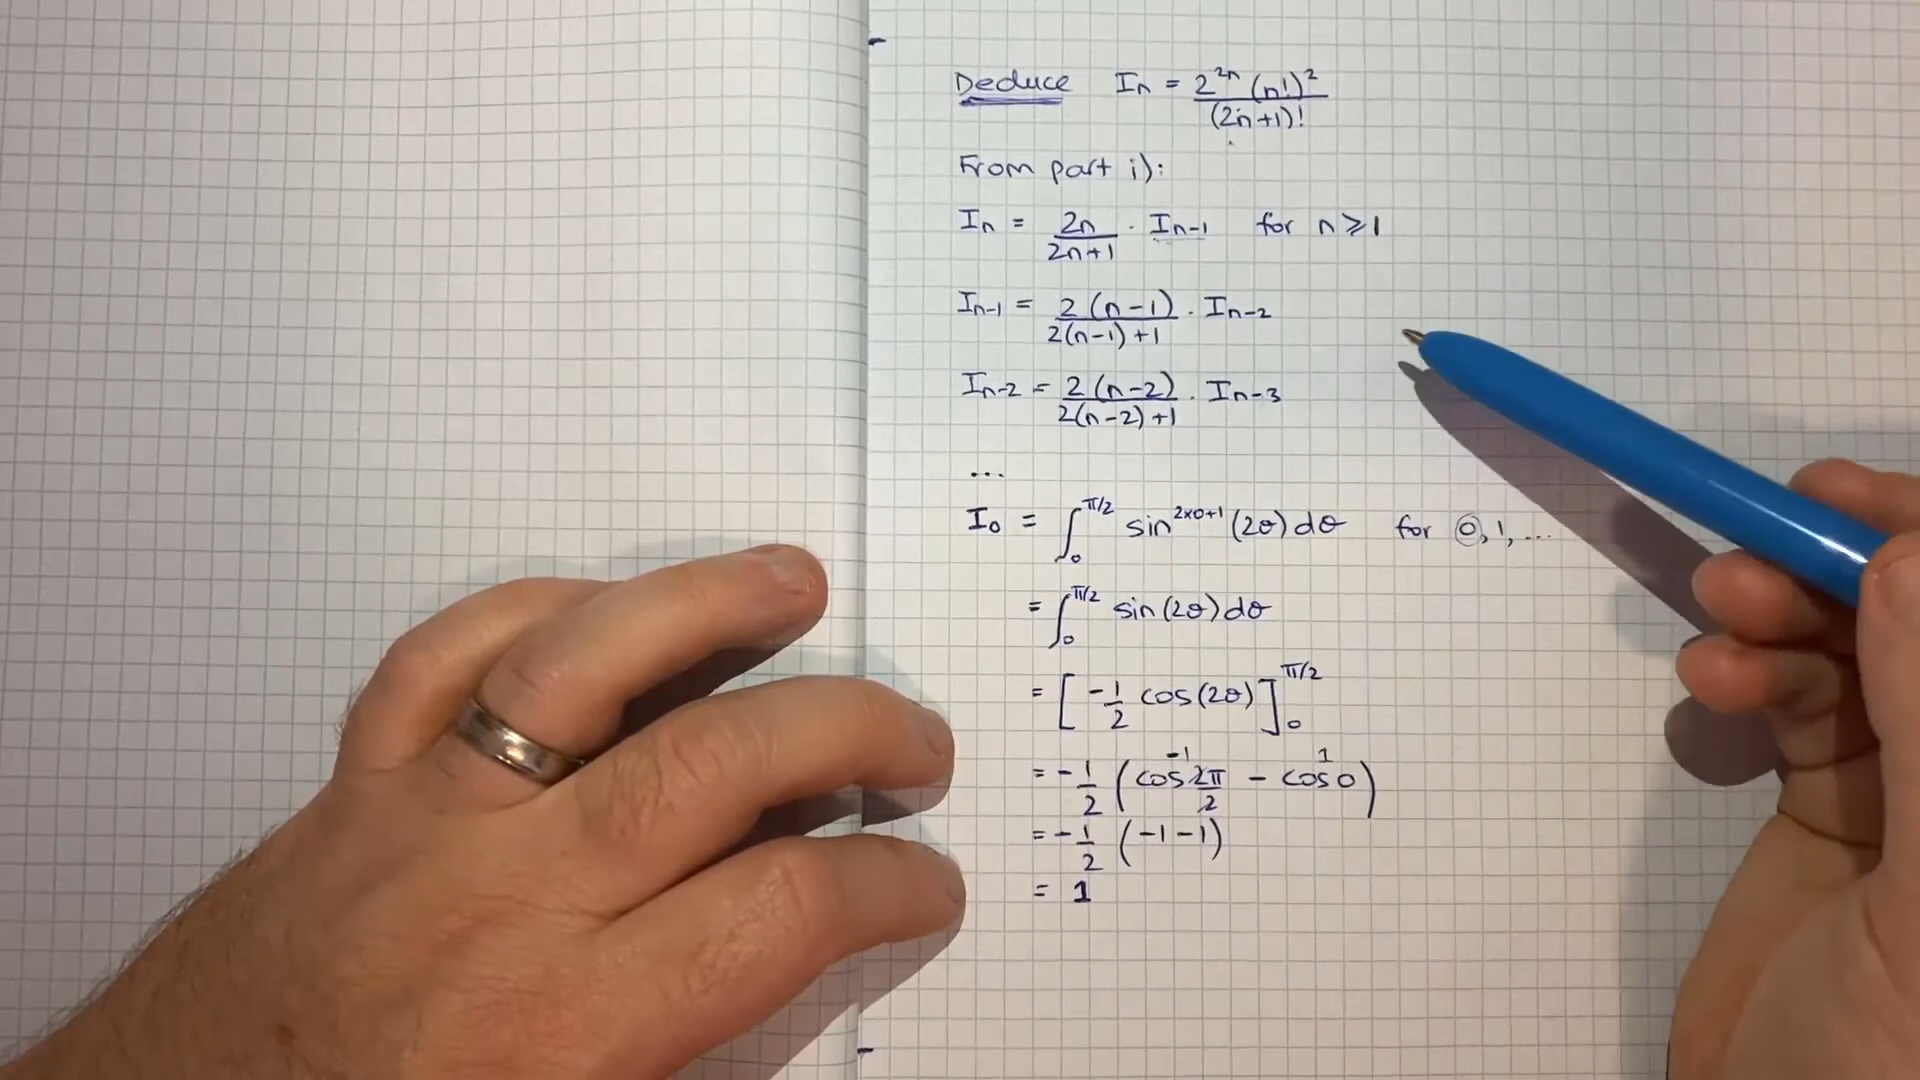 Deduce Iₙ = 2²ⁿ (n!)² / (2n+1)!
From part i):
Iₙ = 2n / 2n+1 · Iₙ₋₁ for n ⩾ 1
Iₙ₋₁ = 2(n-1) / 2(n-1)+1 · Iₙ₋₂
Iₙ₋₂ = 2(n-2) / 2(n-2)+1 · Iₙ₋₃
...
I₀ = ∫₀^π/2 sin^2×0+1 (2θ) dθ for 0, 1, ...
= ∫₀^π/2 sin(2θ) dθ
= [-1/2 cos(2θ)]₀^π/2
-1 1
= -1/2 (cos 2π/2 - cos 0)
= -1/2 (-1-1)
= 1